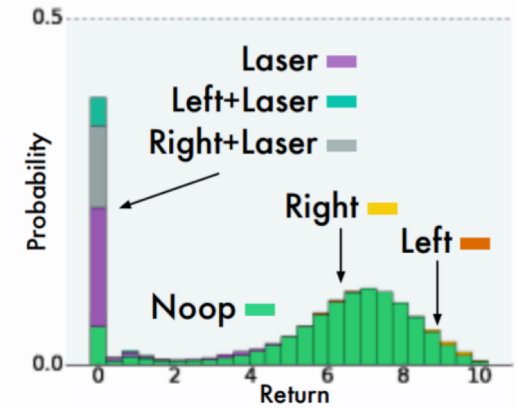 0.5
Laser
Left+Laser
Right+Laser
Probability
Right
Left
Noop
0.0
0 2 4 6 8 10
Return